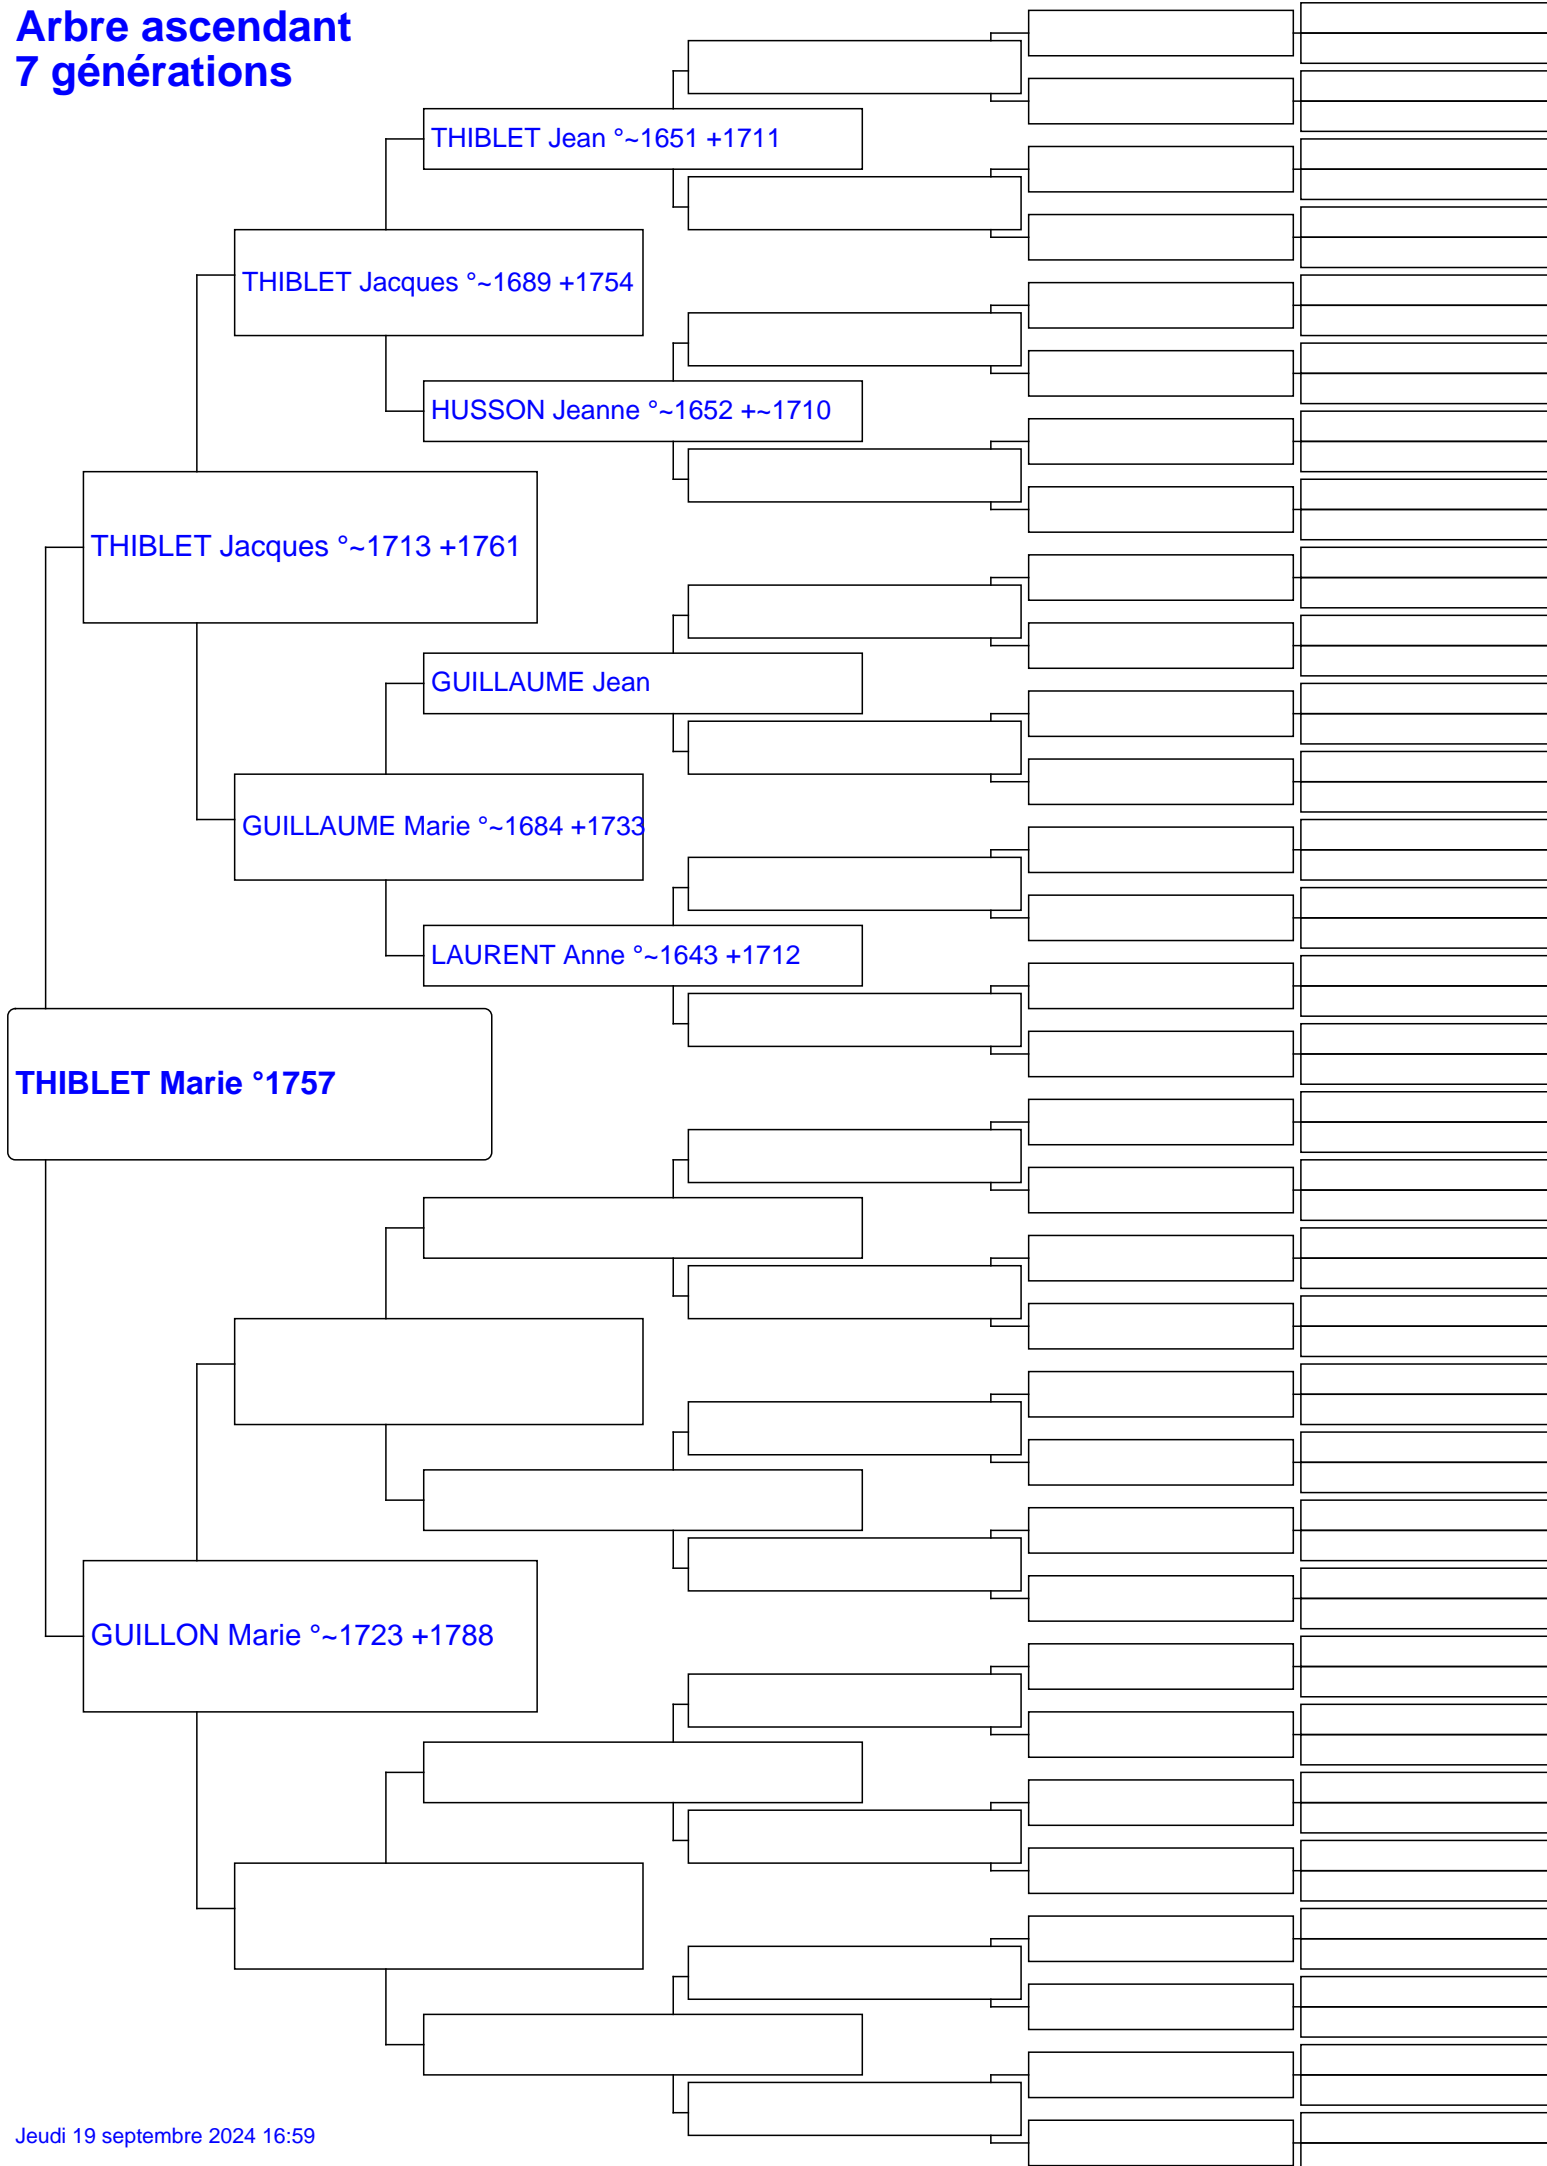 Arbre ascendant
7 générations
THIBLET Jean °~1651 +1711
THIBLET Jacques °~1689 +1754
HUSSON Jeanne °~1652 +~1710
THIBLET Jacques °~1713 +1761
GUILLAUME Jean
GUILLAUME Marie °~1684 +1733
LAURENT Anne °~1643 +1712
THIBLET Marie °1757
GUILLON Marie °~1723 +1788
Jeudi 19 septembre 2024 16:59